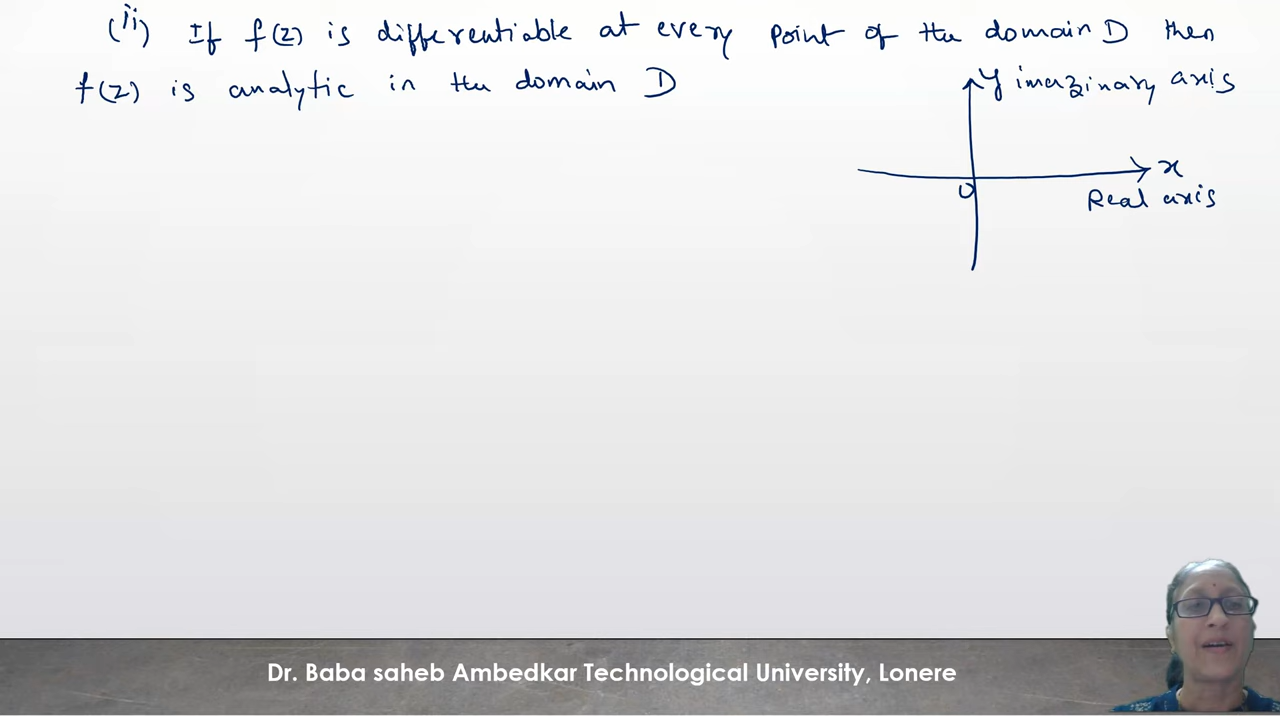 (ii) If f(z) is differentiable at every point of the domain D then
f(z) is analytic in the domain D
y imaginary axis
x
O
Real axis
Dr. Baba saheb Ambedkar Technological University, Lonere